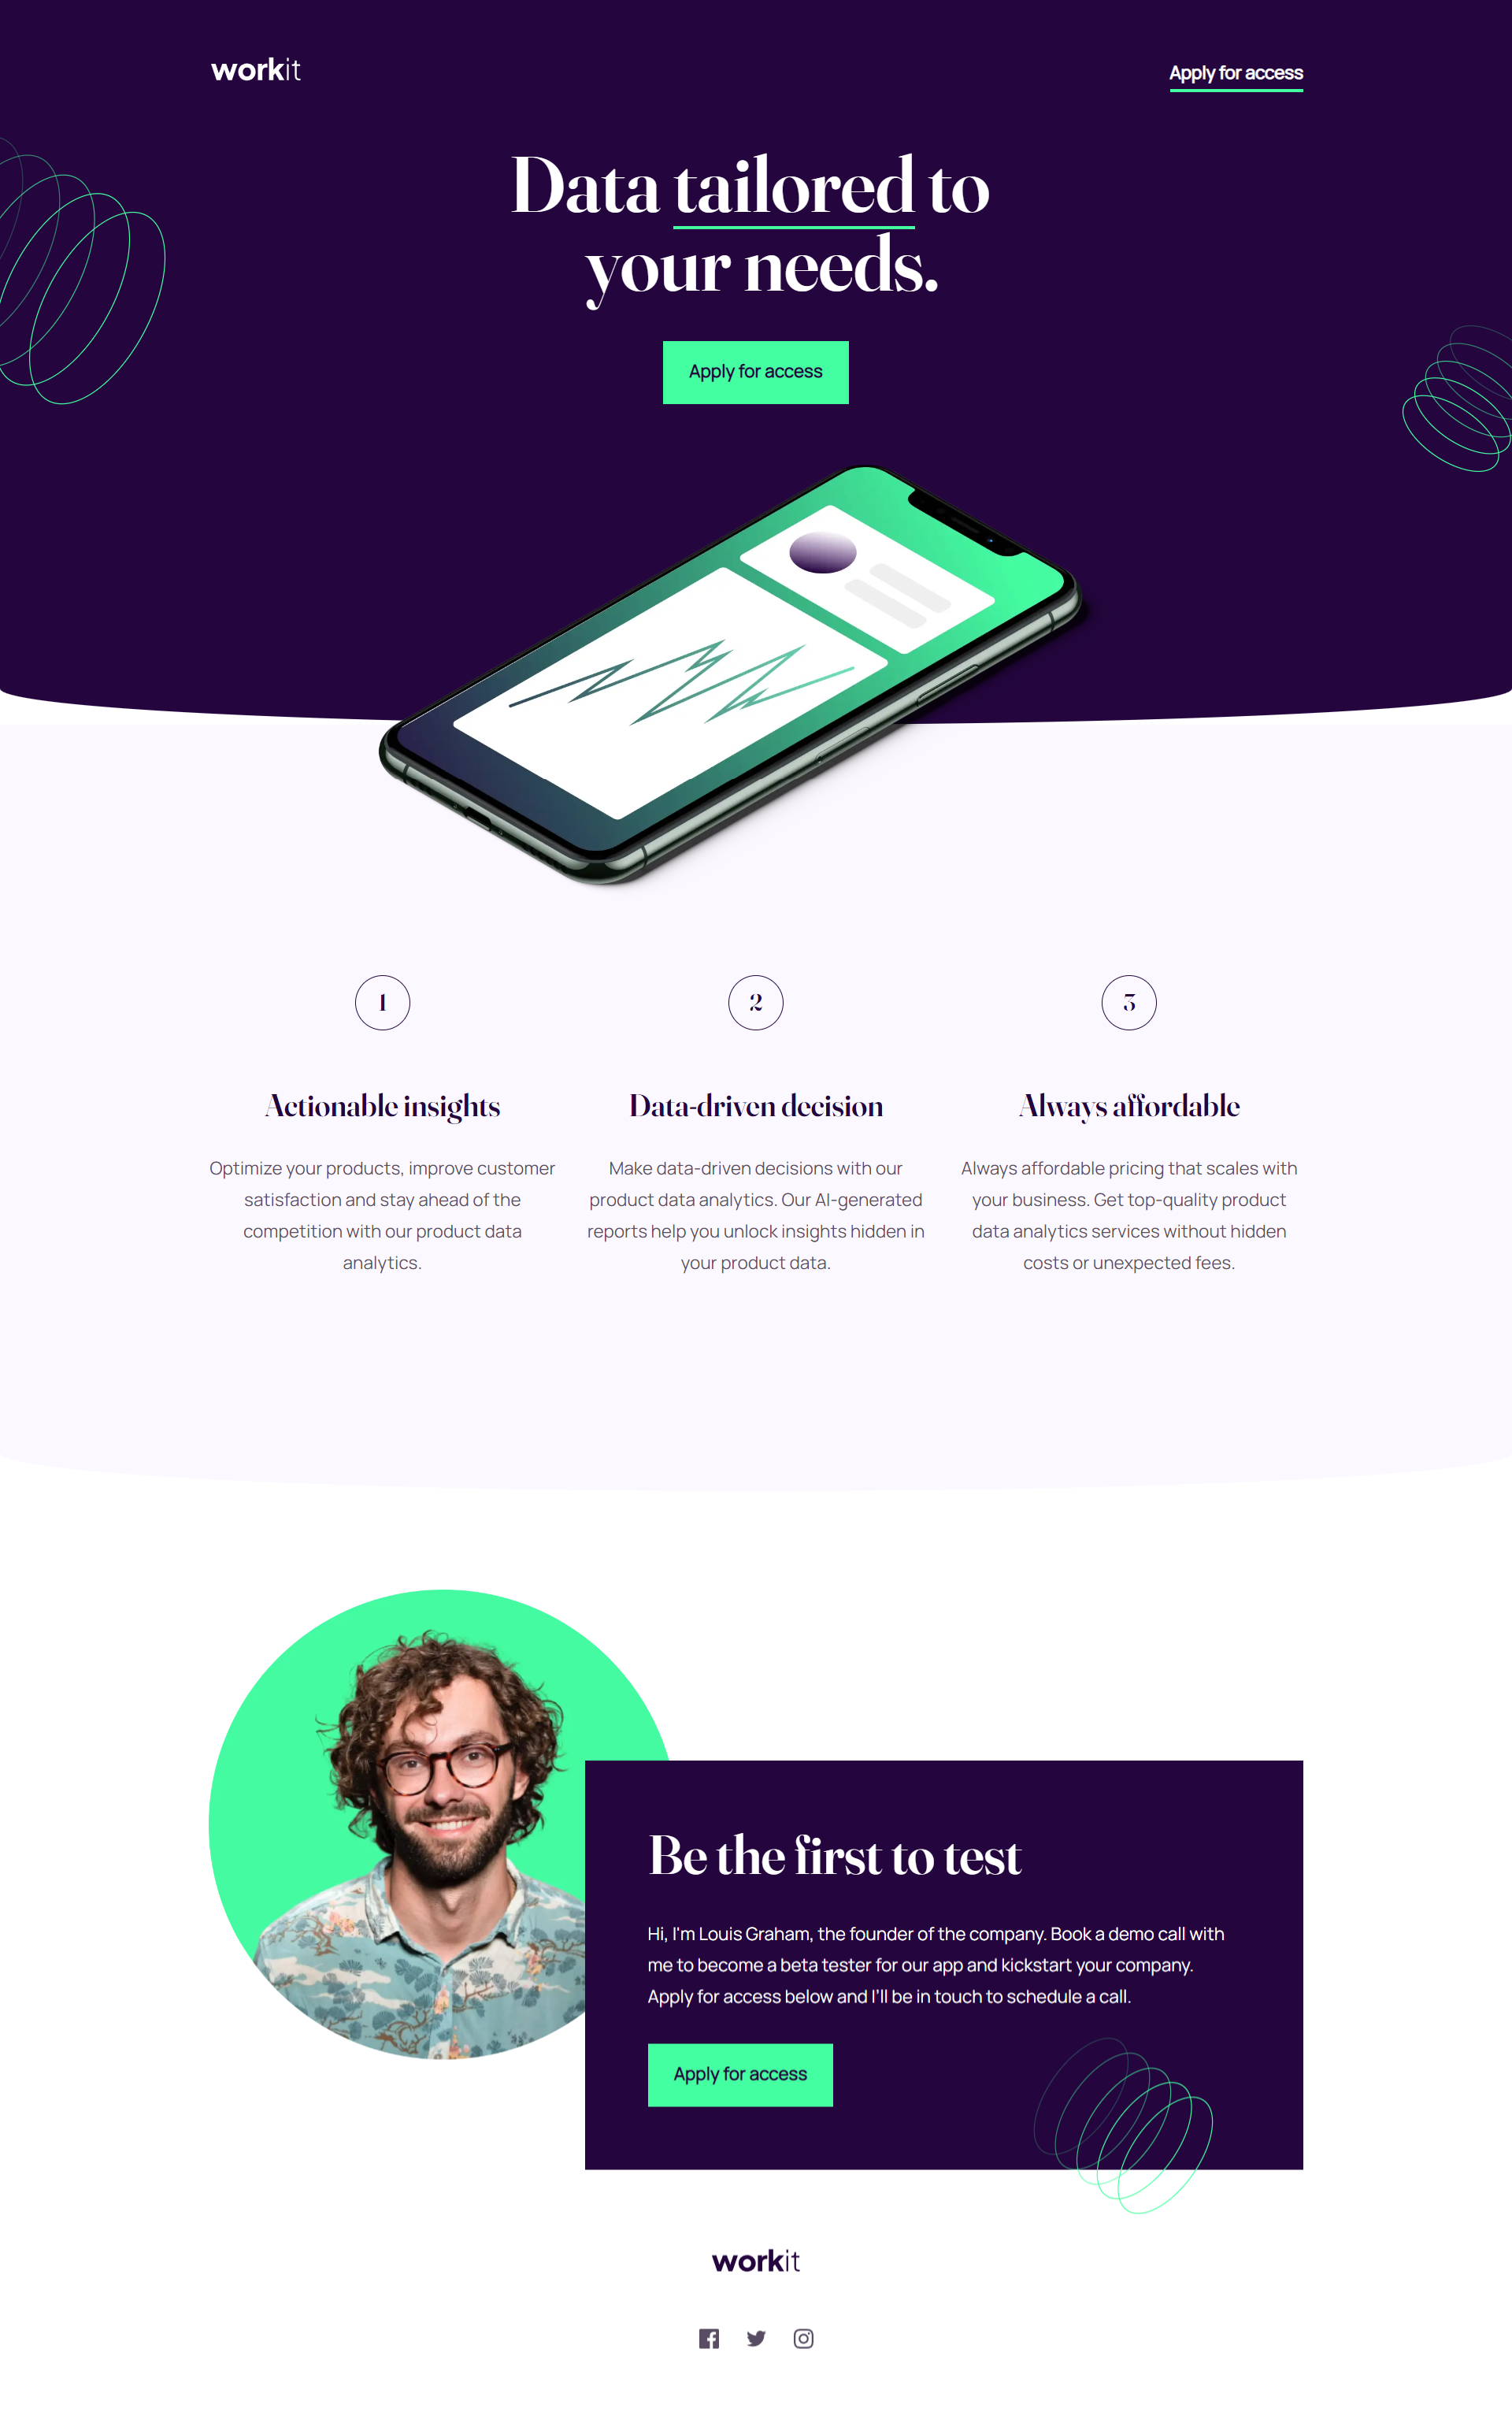 workit
Apply for access
Data tailored to
your needs.
Apply for access
1
Actionable insights
Optimize your products, improve customer
satisfaction and stay ahead of the
competition with our product data
analytics.
2
Data-driven decision
Make data-driven decisions with our
product data analytics. Our AI-generated
reports help you unlock insights hidden in
your product data.
3
Always affordable
Always affordable pricing that scales with
your business. Get top-quality product
data analytics services without hidden
costs or unexpected fees.
Be the first to test
Hi, I'm Louis Graham, the founder of the company. Book a demo call with
me to become a beta tester for our app and kickstart your company.
Apply for access below and I’ll be in touch to schedule a call.
Apply for access
workit